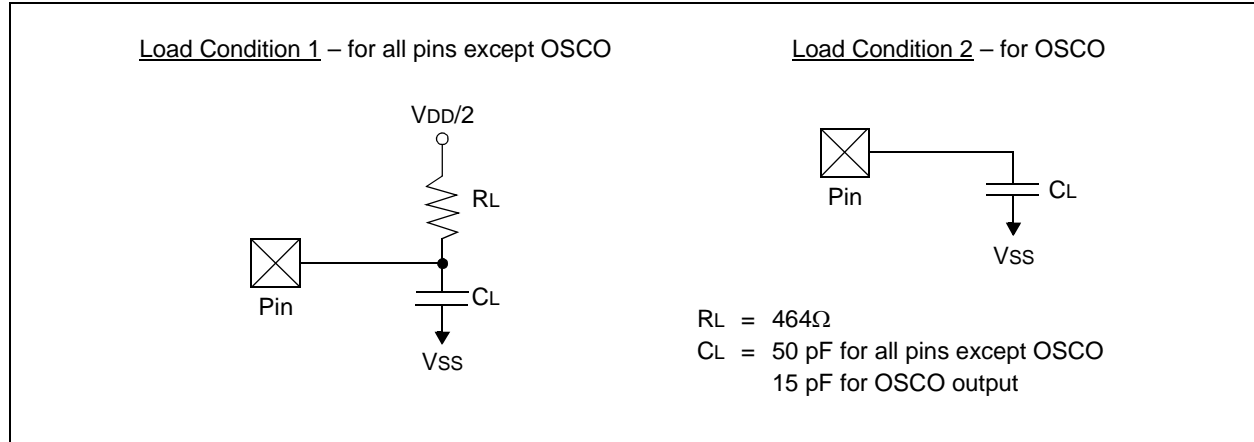 Load Condition 1 – for all pins except OSCO
VDD/2
RL
Pin
CL
VSS
Load Condition 2 – for OSCO
Pin
CL
VSS
RL = 464Ω
CL = 50 pF for all pins except OSCO
15 pF for OSCO output